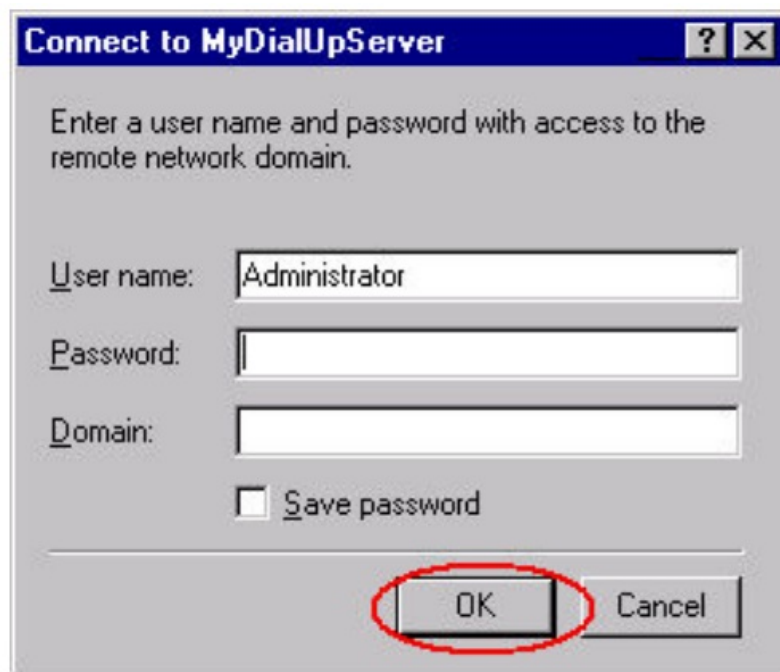 Connect to MyDialUpServer
Enter a user name and password with access to the
remote network domain.
User name: Administrator
Password:
Domain:
Save password
OK Cancel